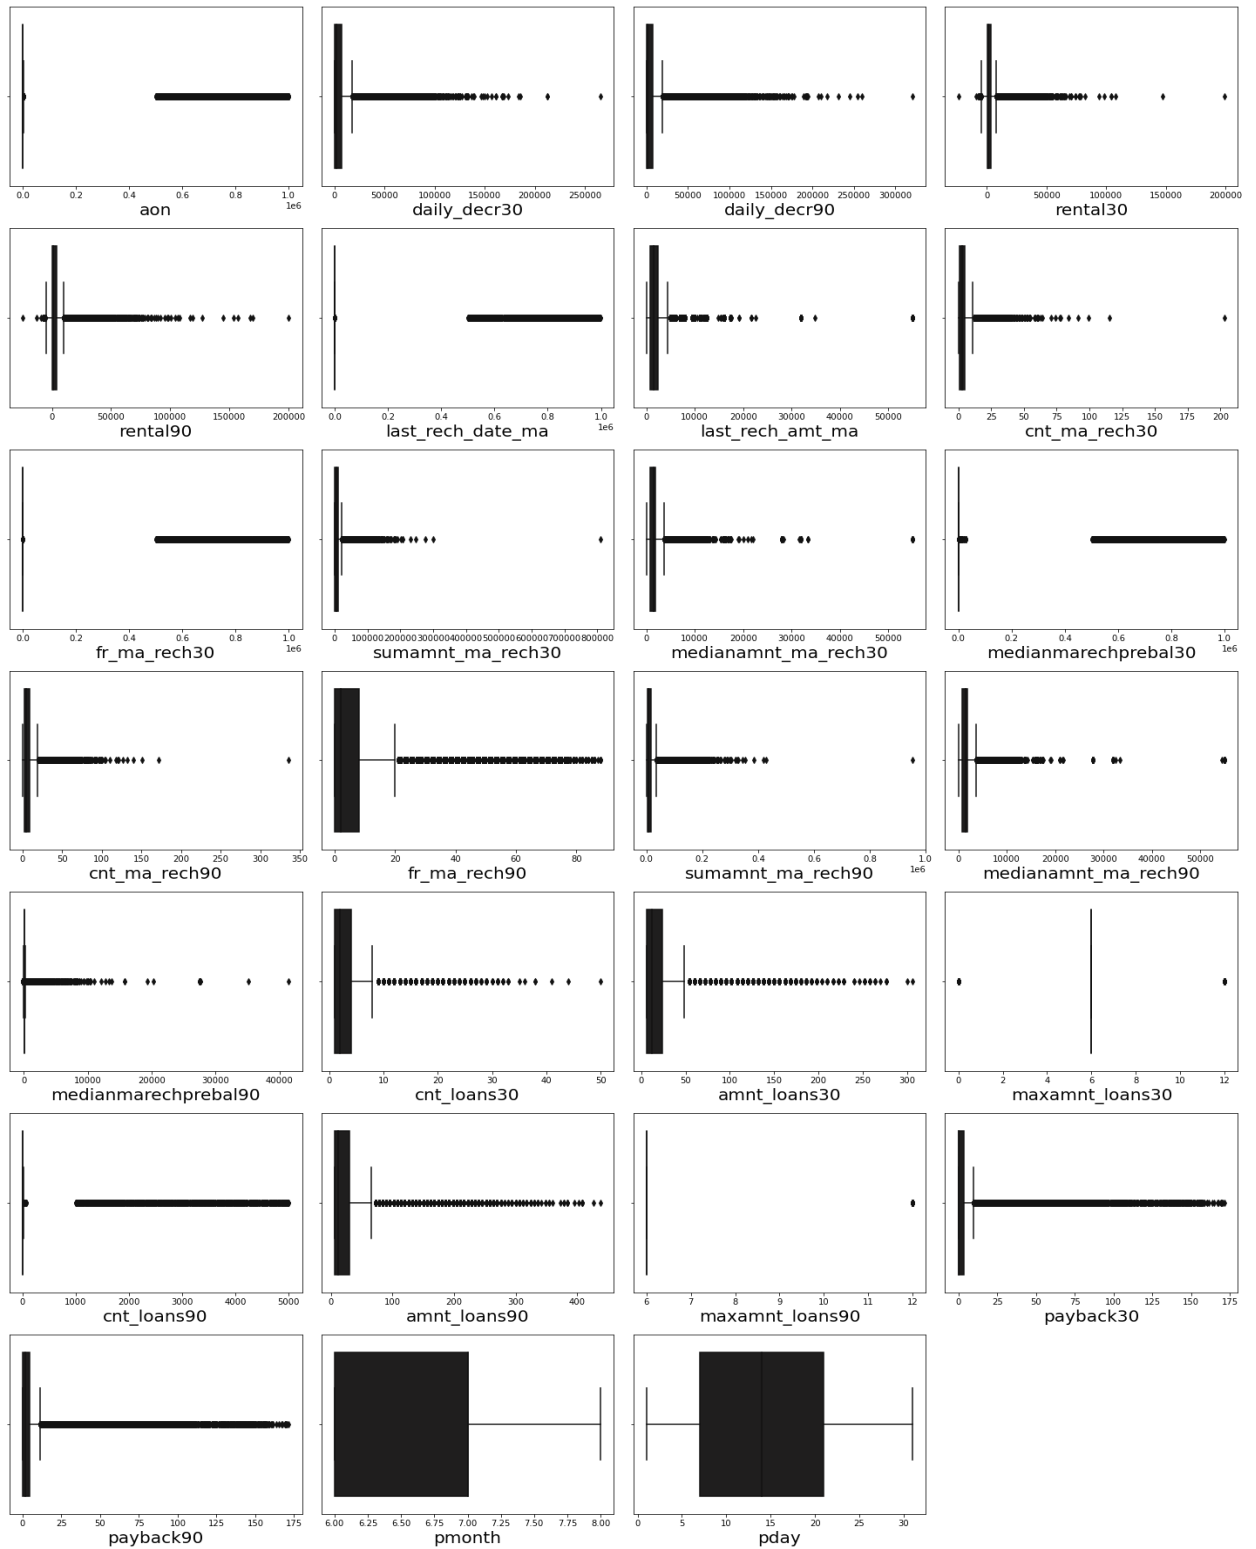 0.0 0.2 0.4 0.6 0.8 1.0
1e6
aon
0 50000 100000 150000 200000 250000
daily_decr30
0 50000 100000 150000 200000 250000 300000
daily_decr90
0 50000 100000 150000 200000
rental30
0 50000 100000 150000 200000
rental90
0.0 0.2 0.4 0.6 0.8 1.0
1e6
last_rech_date_ma
0 10000 20000 30000 40000 50000
last_rech_amt_ma
0 25 50 75 100 125 150 175 200
cnt_ma_rech30
0.0 0.2 0.4 0.6 0.8 1.0
1e6
fr_ma_rech30
0 100000 200000 300000 400000 500000 600000 700000 800000
sumamnt_ma_rech30
0 10000 20000 30000 40000 50000
medianamnt_ma_rech30
0.0 0.2 0.4 0.6 0.8 1.0
1e6
medianmarechprebal30
0 50 100 150 200 250 300 350
cnt_ma_rech90
0 20 40 60 80
fr_ma_rech90
0.0 0.2 0.4 0.6 0.8 1.0
1e6
sumamnt_ma_rech90
0 10000 20000 30000 40000 50000
medianamnt_ma_rech90
0 10000 20000 30000 40000
medianmarechprebal90
0 10 20 30 40 50
cnt_loans30
0 50 100 150 200 250 300
amnt_loans30
0 2 4 6 8 10 12
maxamnt_loans30
0 1000 2000 3000 4000 5000
cnt_loans90
100 200 300 400
amnt_loans90
6 7 8 9 10 11 12
maxamnt_loans90
0 25 50 75 100 125 150 175
payback30
0 25 50 75 100 125 150 175
payback90
6.00 6.25 6.50 6.75 7.00 7.25 7.50 7.75 8.00
pmonth
0 5 10 15 20 25 30
pday